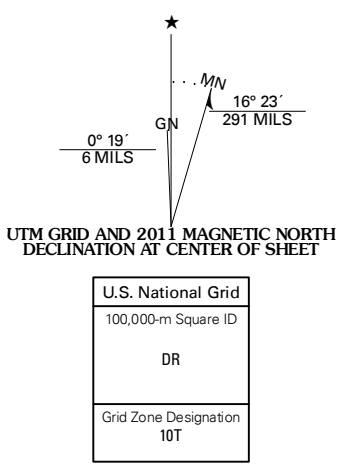 ★
MN
16° 23´
291 MILS
GN
0° 19´
6 MILS
UTM GRID AND 2011 MAGNETIC NORTH
DECLINATION AT CENTER OF SHEET
U.S. National Grid
100,000-m Square ID
DR
Grid Zone Designation
10T